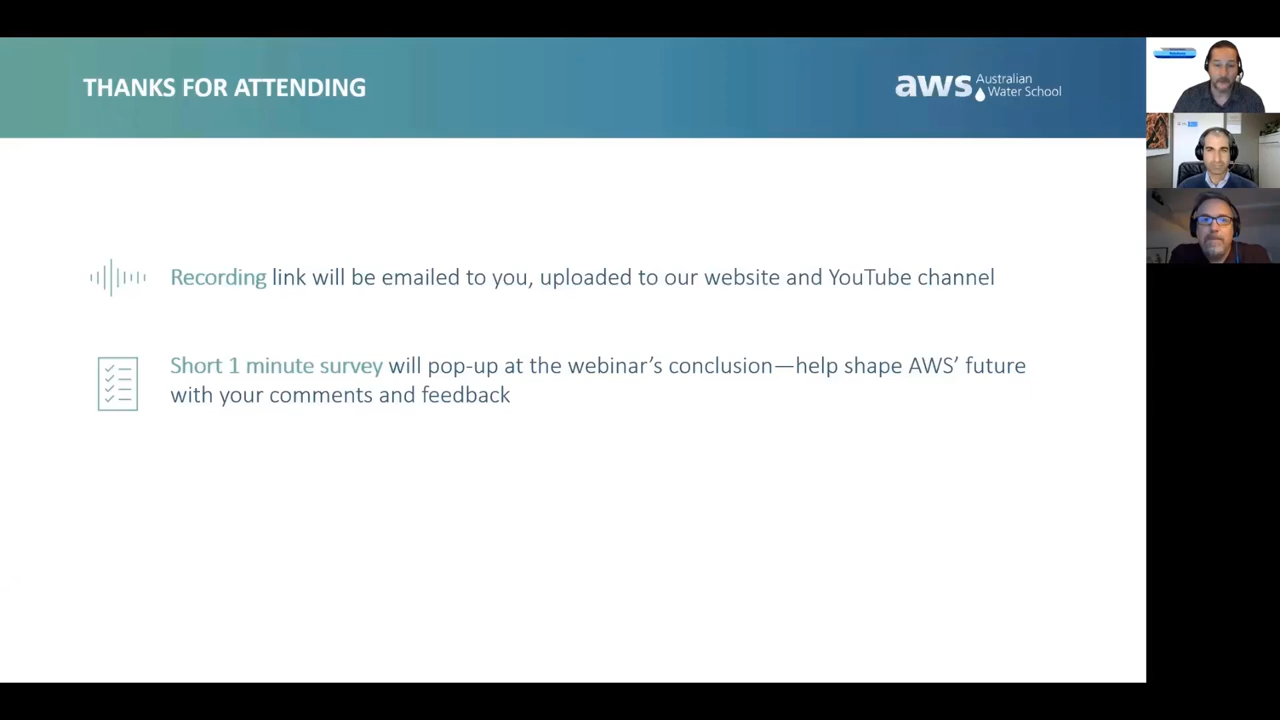 THANKS FOR ATTENDING
aws Australian
Water School
Recording link will be emailed to you, uploaded to our website and YouTube channel
Short 1 minute survey will pop-up at the webinar’s conclusion—help shape AWS’ future
with your comments and feedback